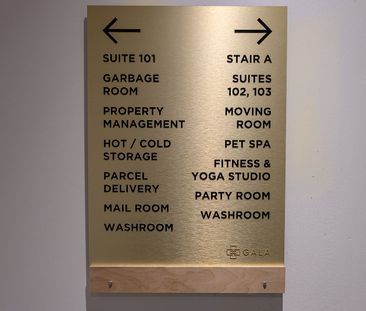 SUITE 101
GARBAGE
ROOM
PROPERTY
MANAGEMENT
HOT / COLD
STORAGE
PARCEL
DELIVERY
MAIL ROOM
WASHROOM
STAIR A
SUITES
102, 103
MOVING
ROOM
PET SPA
FITNESS &
YOGA STUDIO
PARTY ROOM
WASHROOM
GALA